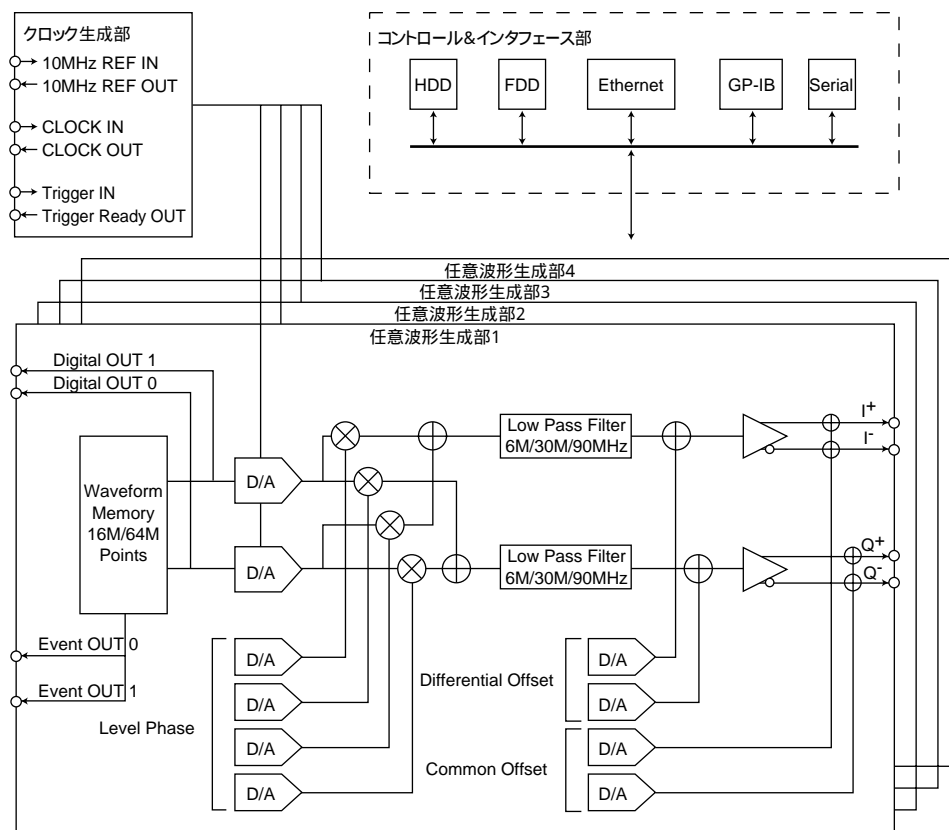 クロック生成部
10MHz REF IN
10MHz REF OUT
CLOCK IN
CLOCK OUT
Trigger IN
Trigger Ready OUT
コントロール&インタフェース部
HDD
FDD
Ethernet
GP-IB
Serial
任意波形生成部4
任意波形生成部3
任意波形生成部2
任意波形生成部1
Digital OUT 1
Digital OUT 0
Waveform
Memory
16M/64M
Points
D/A
D/A
Low Pass Filter
6M/30M/90MHz
Low Pass Filter
6M/30M/90MHz
I+
I-
Q+
Q-
Event OUT 0
Event OUT 1
Level Phase
D/A
D/A
D/A
D/A
Differential Offset
D/A
D/A
Common Offset
D/A
D/A